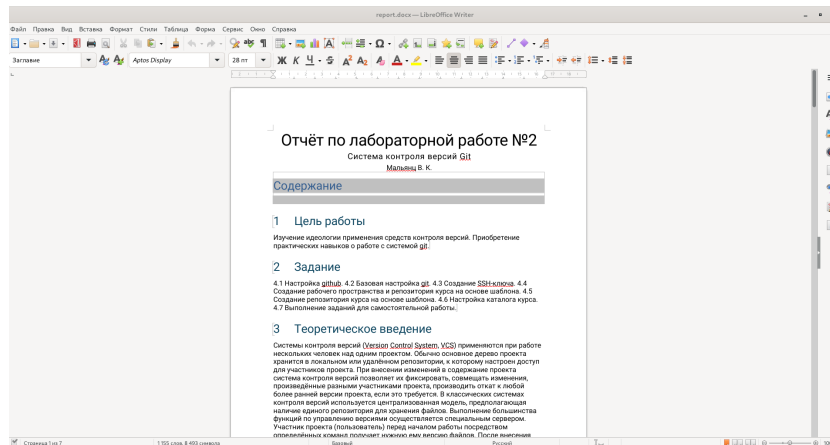 report.docx — LibreOffice Writer
Файл Правка Вид Вставка Формат Стили Таблица Форма Сервис Окно Справка
Заглавие Aptos Display 28 пт
Отчёт по лабораторной работе №2
Система контроля версий Git
Мальянц В. К.
Содержание
1 Цель работы
Изучение идеологии применения средств контроля версий. Приобретение
практических навыков о работе с системой git.
2 Задание
4.1 Настройка github. 4.2 Базовая настройка git. 4.3 Создание SSH-ключа. 4.4
Создание рабочего пространства и репозитория курса на основе шаблона. 4.5
Создание репозитория курса на основе шаблона. 4.6 Настройка каталога курса.
4.7 Выполнение заданий для самостоятельной работы.
3 Теоретическое введение
Системы контроля версий (Version Control System, VCS) применяются при работе
нескольких человек над одним проектом. Обычно основное дерево проекта
хранится в локальном или удалённом репозитории, к которому настроен доступ
для участников проекта. При внесении изменений в содержание проекта
система контроля версий позволяет их фиксировать, совмещать изменения,
произведённые разными участниками проекта, производить откат к любой
более ранней версии проекта, если это требуется. В классических системах
контроля версий используется централизованная модель, предполагающая
наличие единого репозитория для хранения файлов. Выполнение большинства
функций по управлению версиями осуществляется специальным сервером.
Участник проекта (пользователь) перед началом работы посредством
определённых команд получает нужную ему версию файлов. После внесения
Страница 1 из 7 1 155 слов, 8 493 символа Базовый Русский